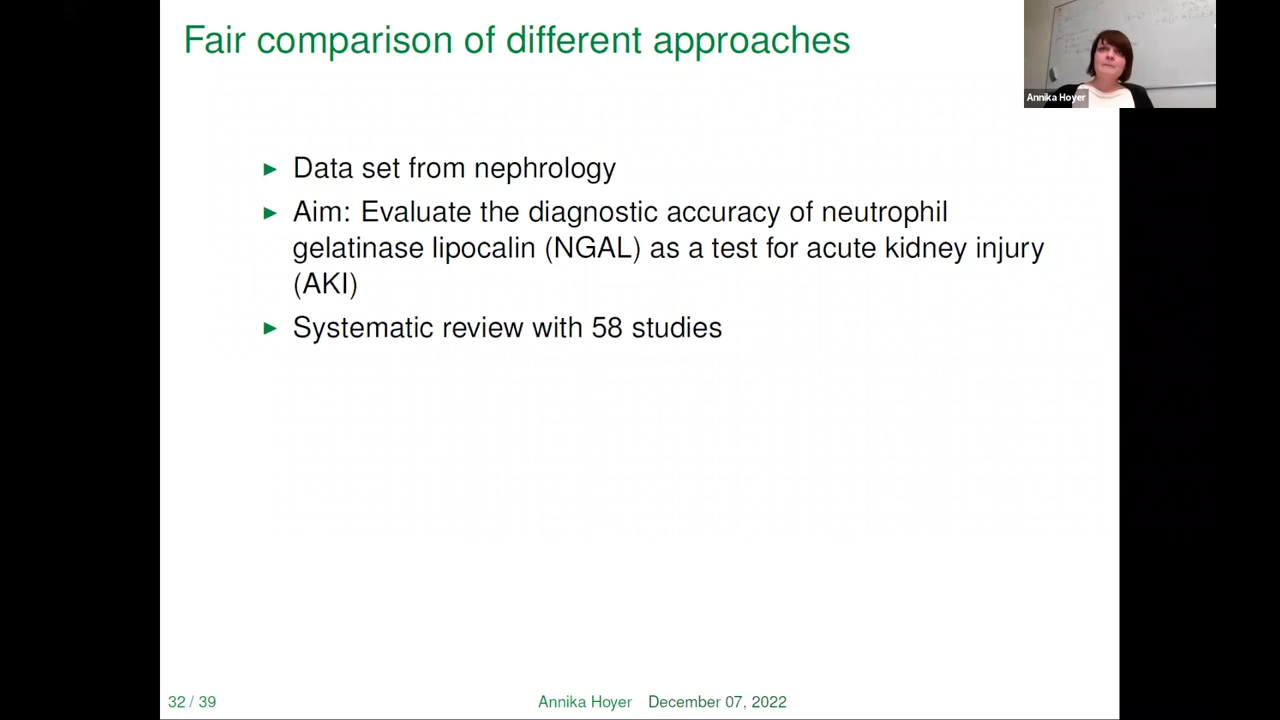 Fair comparison of different approaches
Annika Hoyer
► Data set from nephrology
► Aim: Evaluate the diagnostic accuracy of neutrophil
gelatinase lipocalin (NGAL) as a test for acute kidney injury
(AKI)
► Systematic review with 58 studies
32 / 39
Annika Hoyer December 07, 2022